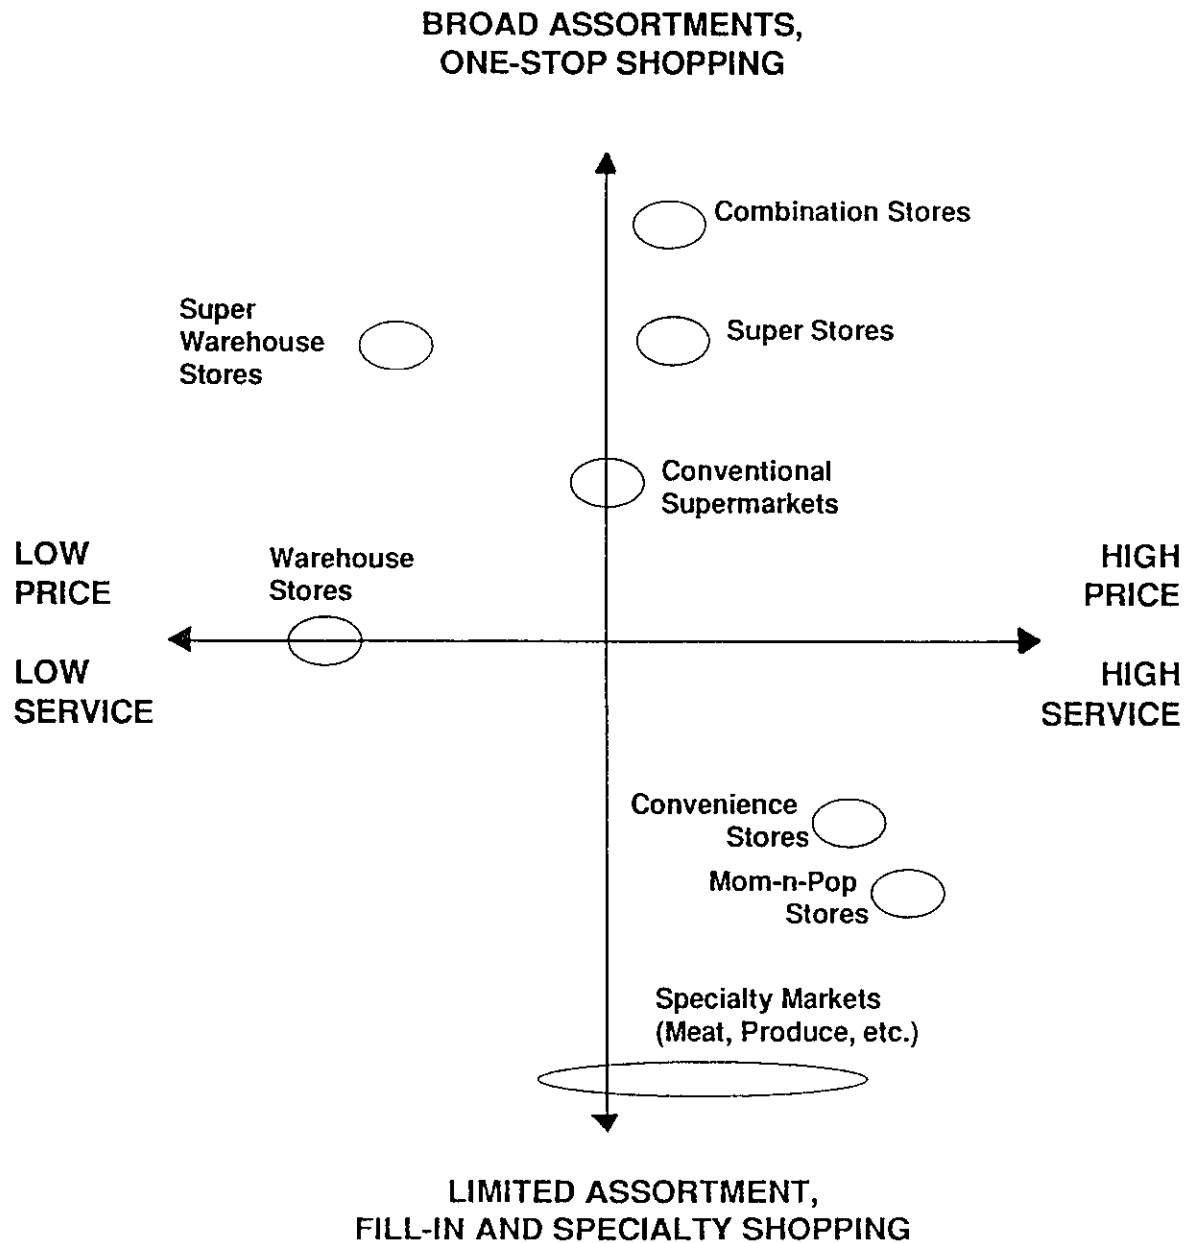 BROAD ASSORTMENTS,
ONE-STOP SHOPPING
Combination Stores
Super
Warehouse
Stores
Super Stores
Conventional
Supermarkets
LOW
PRICE
Warehouse
Stores
HIGH
PRICE
LOW
SERVICE
HIGH
SERVICE
Convenience
Stores
Mom-n-Pop
Stores
Specialty Markets
(Meat, Produce, etc.)
LIMITED ASSORTMENT,
FILL-IN AND SPECIALTY SHOPPING